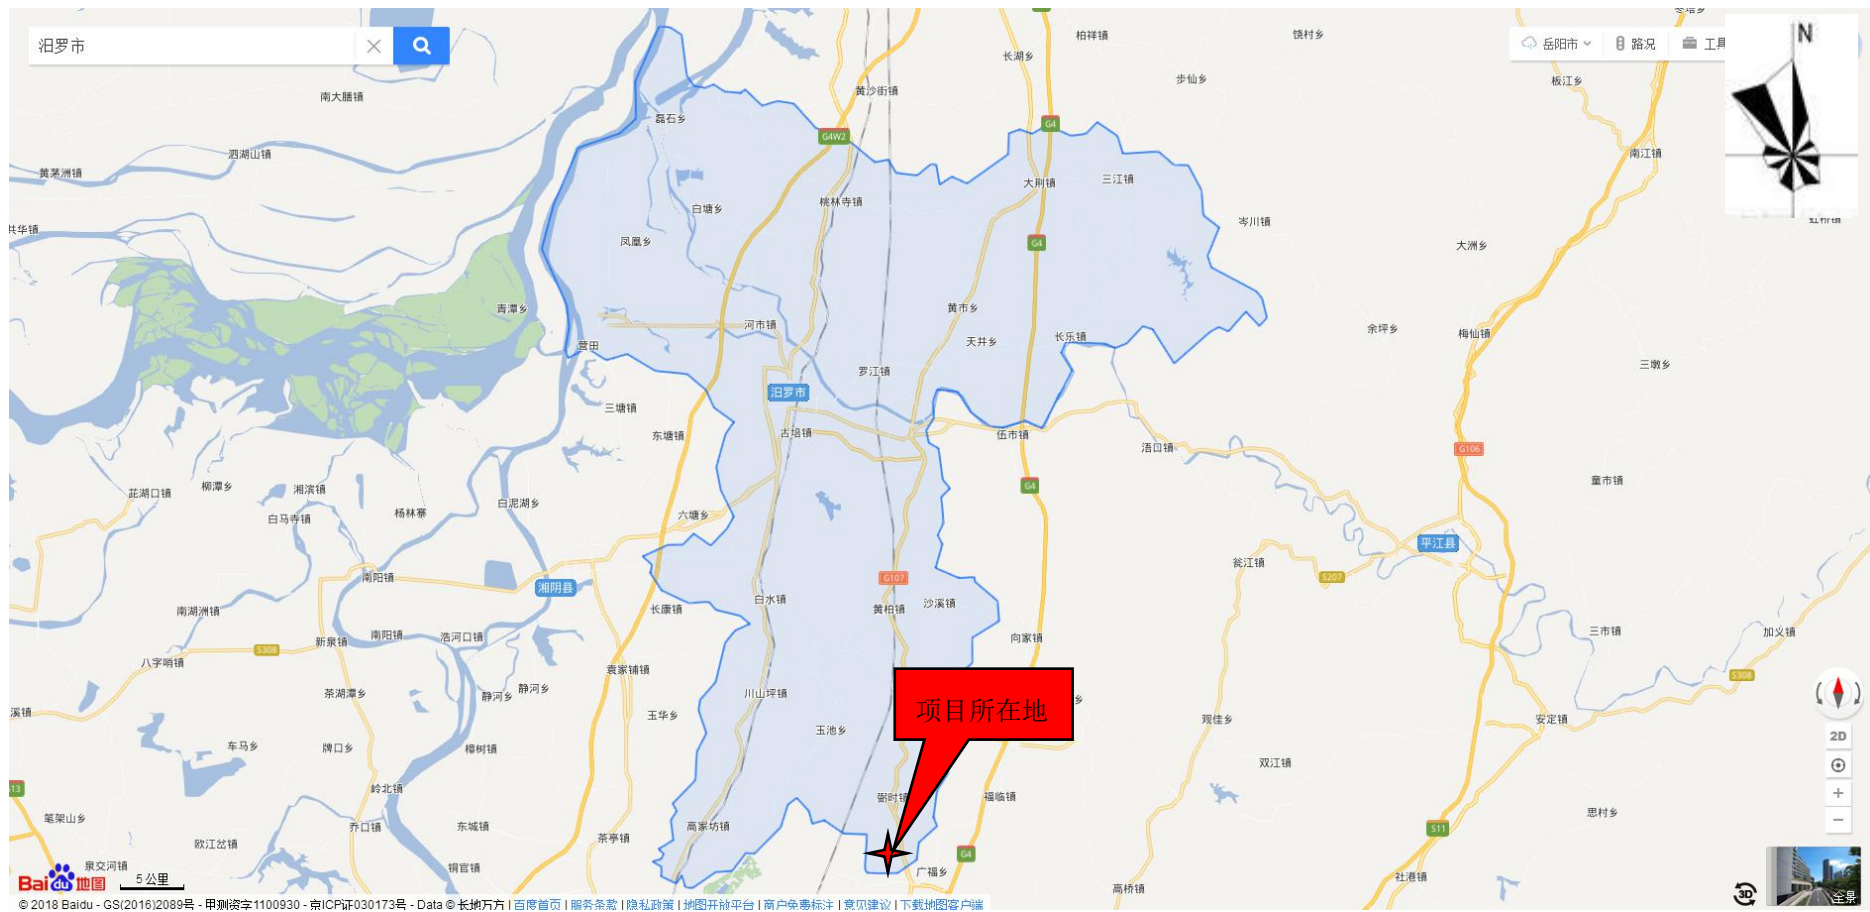 汨罗市
岳阳市
路况
工具
N
柏祥镇
饶村乡
长湖乡
步仙乡
板江乡
黄沙街镇
南大膳镇
磊石乡
G4W2
G4
泗湖山镇
南江镇
黄茅洲镇
大荆镇
三江镇
桃林寺镇
白塘乡
岑川镇
共华镇
凤凰乡
G4
大洲乡
青潭乡
黄市乡
河市镇
余坪乡
梅仙镇
营田
天井乡
长乐镇
三墩乡
罗江镇
汨罗市
三塘镇
东塘镇
古培镇
伍市镇
浯口镇
G106
G4
童市镇
柳潭乡
湘滨镇
茈湖口镇
白泥湖乡
杨林寨
白马寺镇
六塘乡
平江县
瓮江镇
南阳镇
G107
S207
湘阴县
白水镇
沙溪镇
黄柏镇
长康镇
南湖洲镇
三市镇
加义镇
南阳镇
浩河口镇
新泉镇
向家镇
S308
八字哨镇
袁家铺镇
S308
茶湖潭乡
静河乡
静河乡
川山坪镇
项目所在地
溪镇
玉华乡
玉池乡
观佳乡
安定镇
车马乡
牌口乡
樟树镇
2D
双江镇
岭北镇
弼时镇
福临镇
思村乡
笔架山乡
乔口镇
东城镇
高家坊镇
S11
欧江岔镇
茶亭镇
G4
泉交河镇
铜官镇
广福乡
社港镇
高桥镇
Bai du 地图
5 公里
3D
全景
© 2018 Baidu - GS(2016)2089号 - 甲测资字1100930 - 京ICP证030173号 - Data © 长地万方 | 百度首页 | 服务条款 | 隐私政策 | 地图开放平台 | 商户免费标注 | 意见建议 | 下载地图客户端